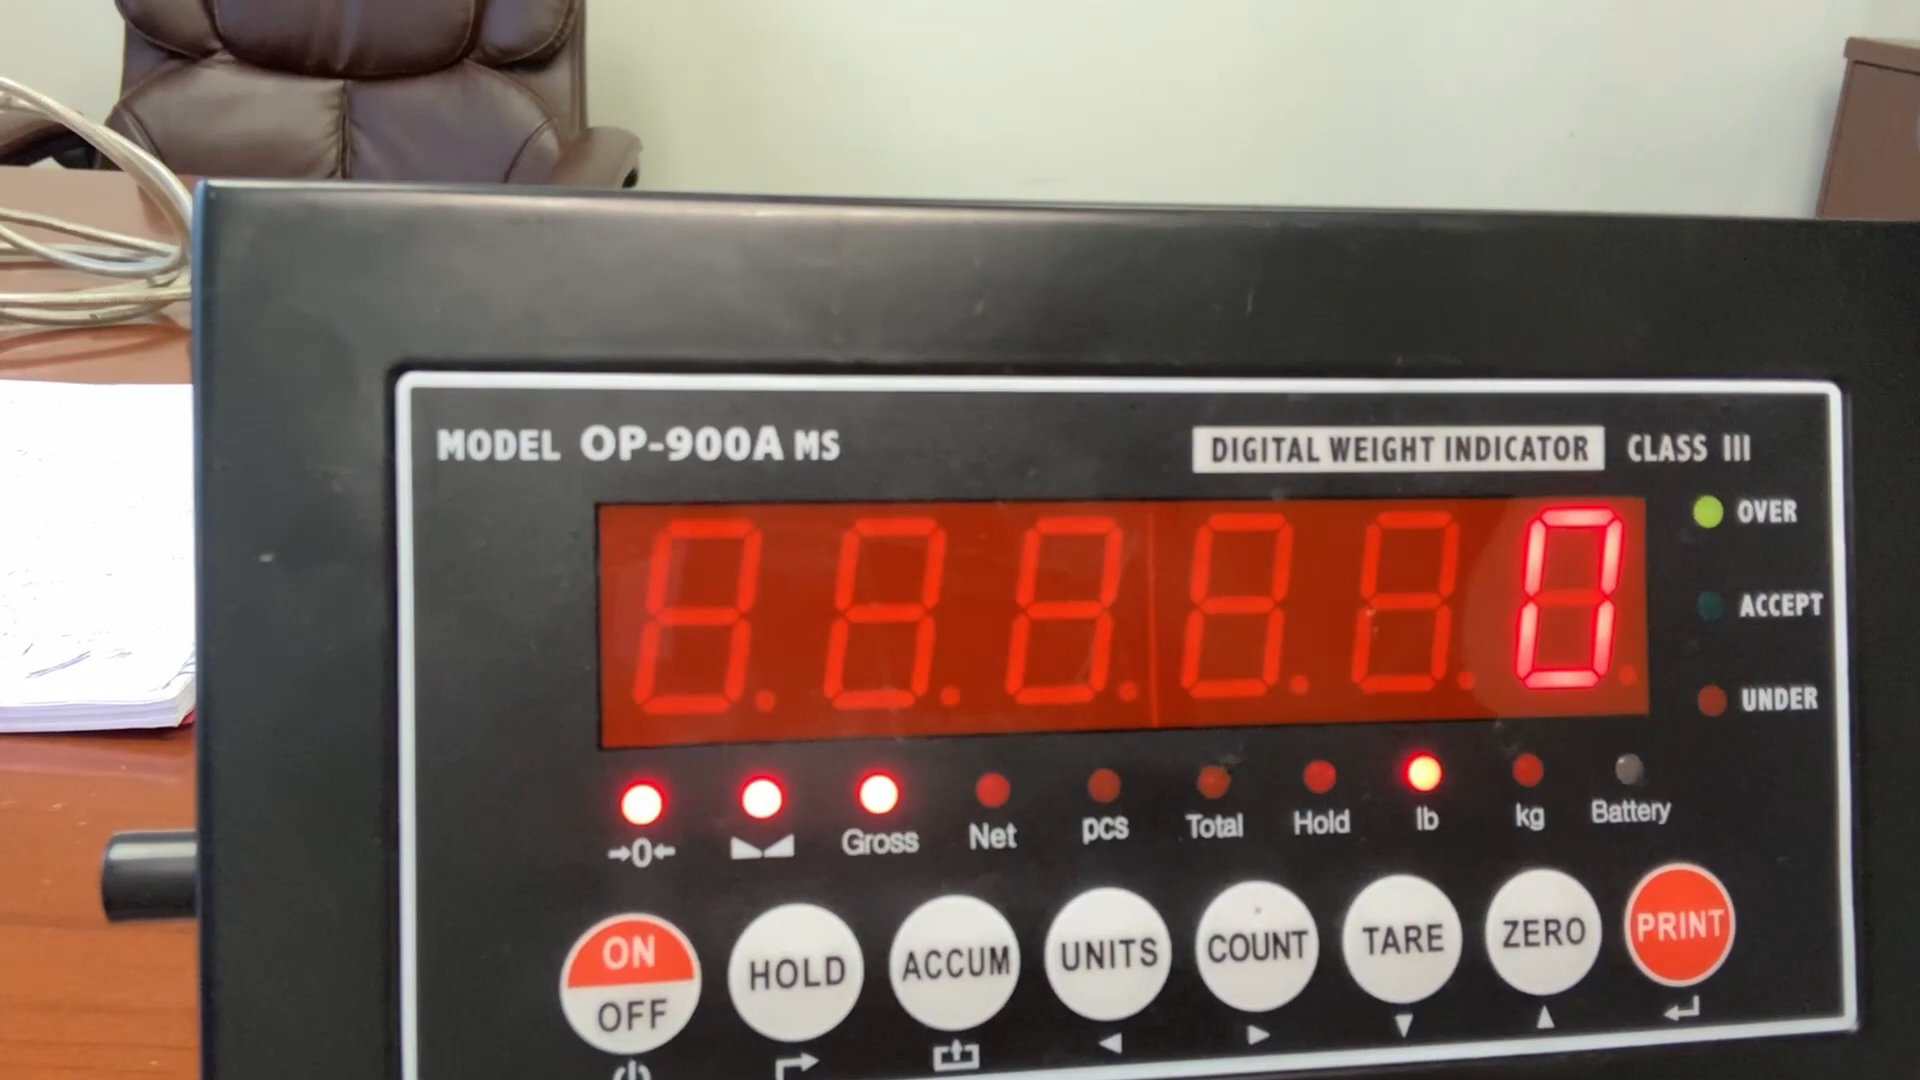 MODEL OP-900A MS
DIGITAL WEIGHT INDICATOR CLASS III
0
OVER
ACCEPT
UNDER
→0← Gross Net pcs Total Hold lb kg Battery
ON OFF HOLD ACCUM UNITS COUNT TARE ZERO PRINT